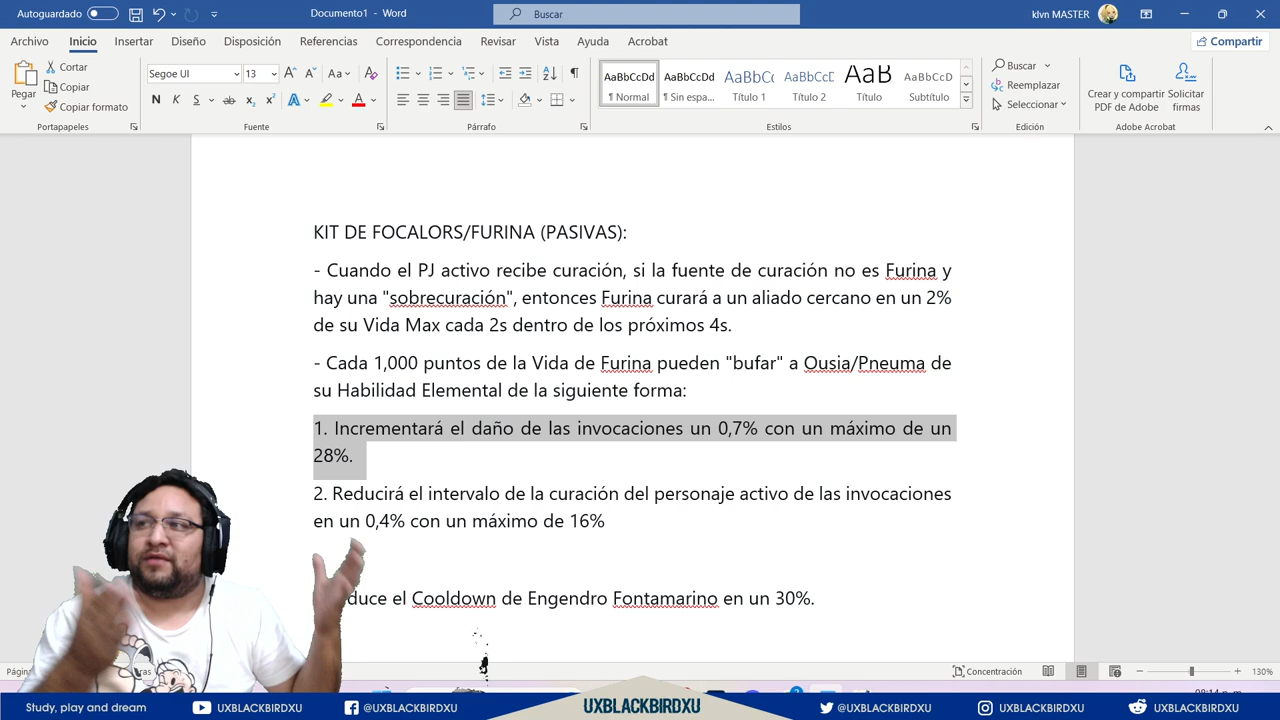 Autoguardado
Documento1 - Word
Buscar
klvn MASTER
Archivo Inicio Insertar Diseño Disposición Referencias Correspondencia Revisar Vista Ayuda Acrobat Compartir
Pegar
Cortar
Copiar
Copiar formato
Portapapeles
Segoe UI 13
Aa
N K S ab x₂ x²
Fuente
Párrafo
AaBbCcDd AaBbCcDd AaBbCc AaBbCcD AaB AaBbCcD
Normal Sin espa... Título 1 Título 2 Título Subtítulo
Estilos
Buscar
Reemplazar
Seleccionar
Edición
Crear y compartir
PDF de Adobe
Solicitar
firmas
Adobe Acrobat
KIT DE FOCALORS/FURINA (PASIVAS):
- Cuando el PJ activo recibe curación, si la fuente de curación no es Furina y
hay una "sobrecuración", entonces Furina curará a un aliado cercano en un 2%
de su Vida Max cada 2s dentro de los próximos 4s.
- Cada 1,000 puntos de la Vida de Furina pueden "bufar" a Ousia/Pneuma de
su Habilidad Elemental de la siguiente forma:
1. Incrementará el daño de las invocaciones un 0,7% con un máximo de un
28%.
2. Reducirá el intervalo de la curación del personaje activo de las invocaciones
en un 0,4% con un máximo de 16%
duce el Cooldown de Engendro Fontamarino en un 30%.
Concentración
130%
Study, play and dream
UXBLACKBIRDXU
@UXBLACKBIRDXU
UXBLACKBIRDXU
@UXBLACKBIRDXU
UXBLACKBIRDXU
UXBLACKBIRDXU